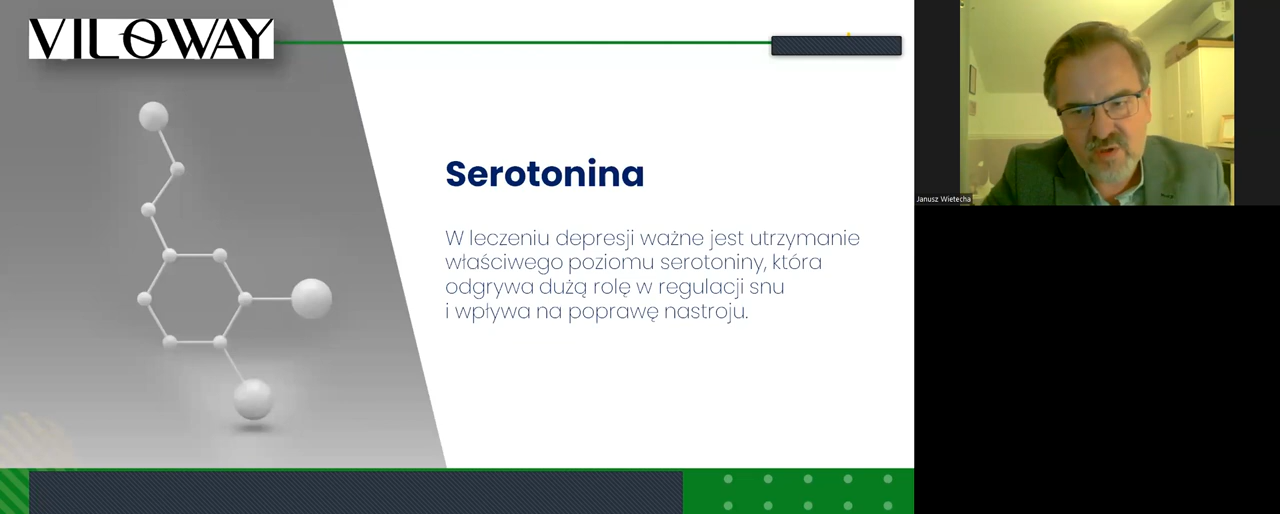 VILOWAY
Serotonina
W leczeniu depresji ważne jest utrzymanie
właściwego poziomu serotoniny, która
odgrywa dużą rolę w regulacji snu
i wpływa na poprawę nastroju.
Janusz Wietecha